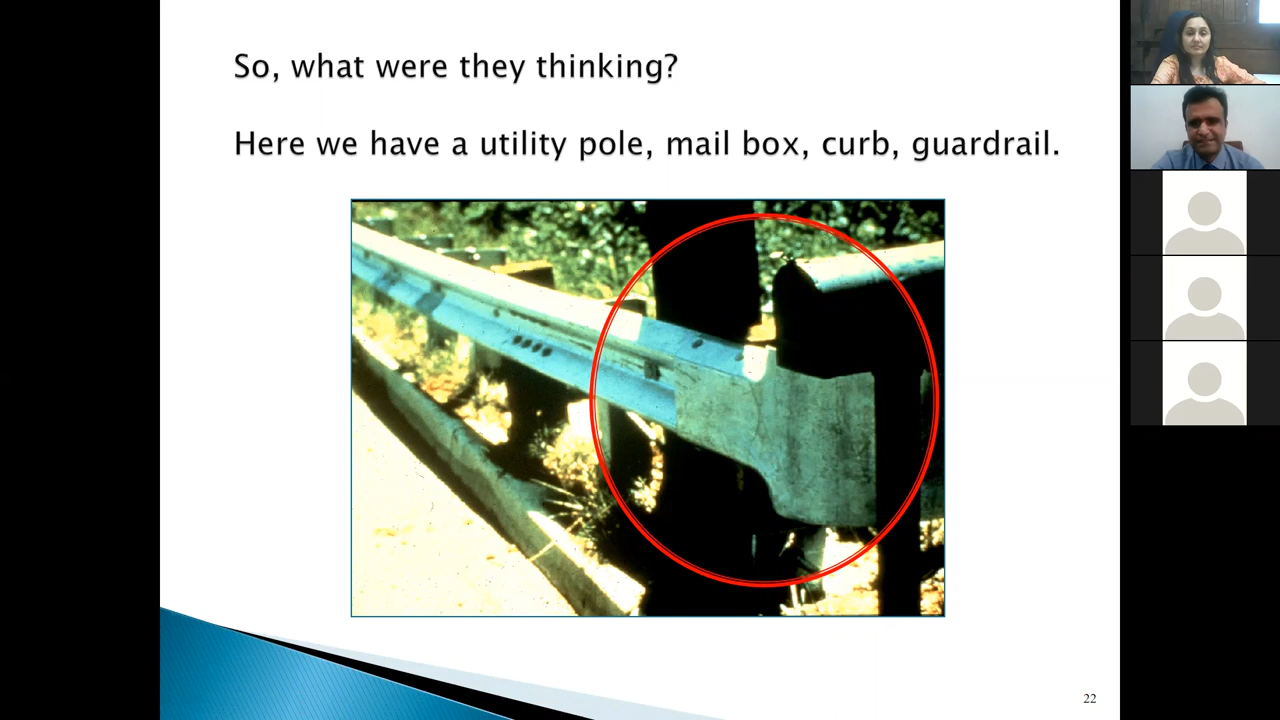 So, what were they thinking?
Here we have a utility pole, mail box, curb, guardrail.
22